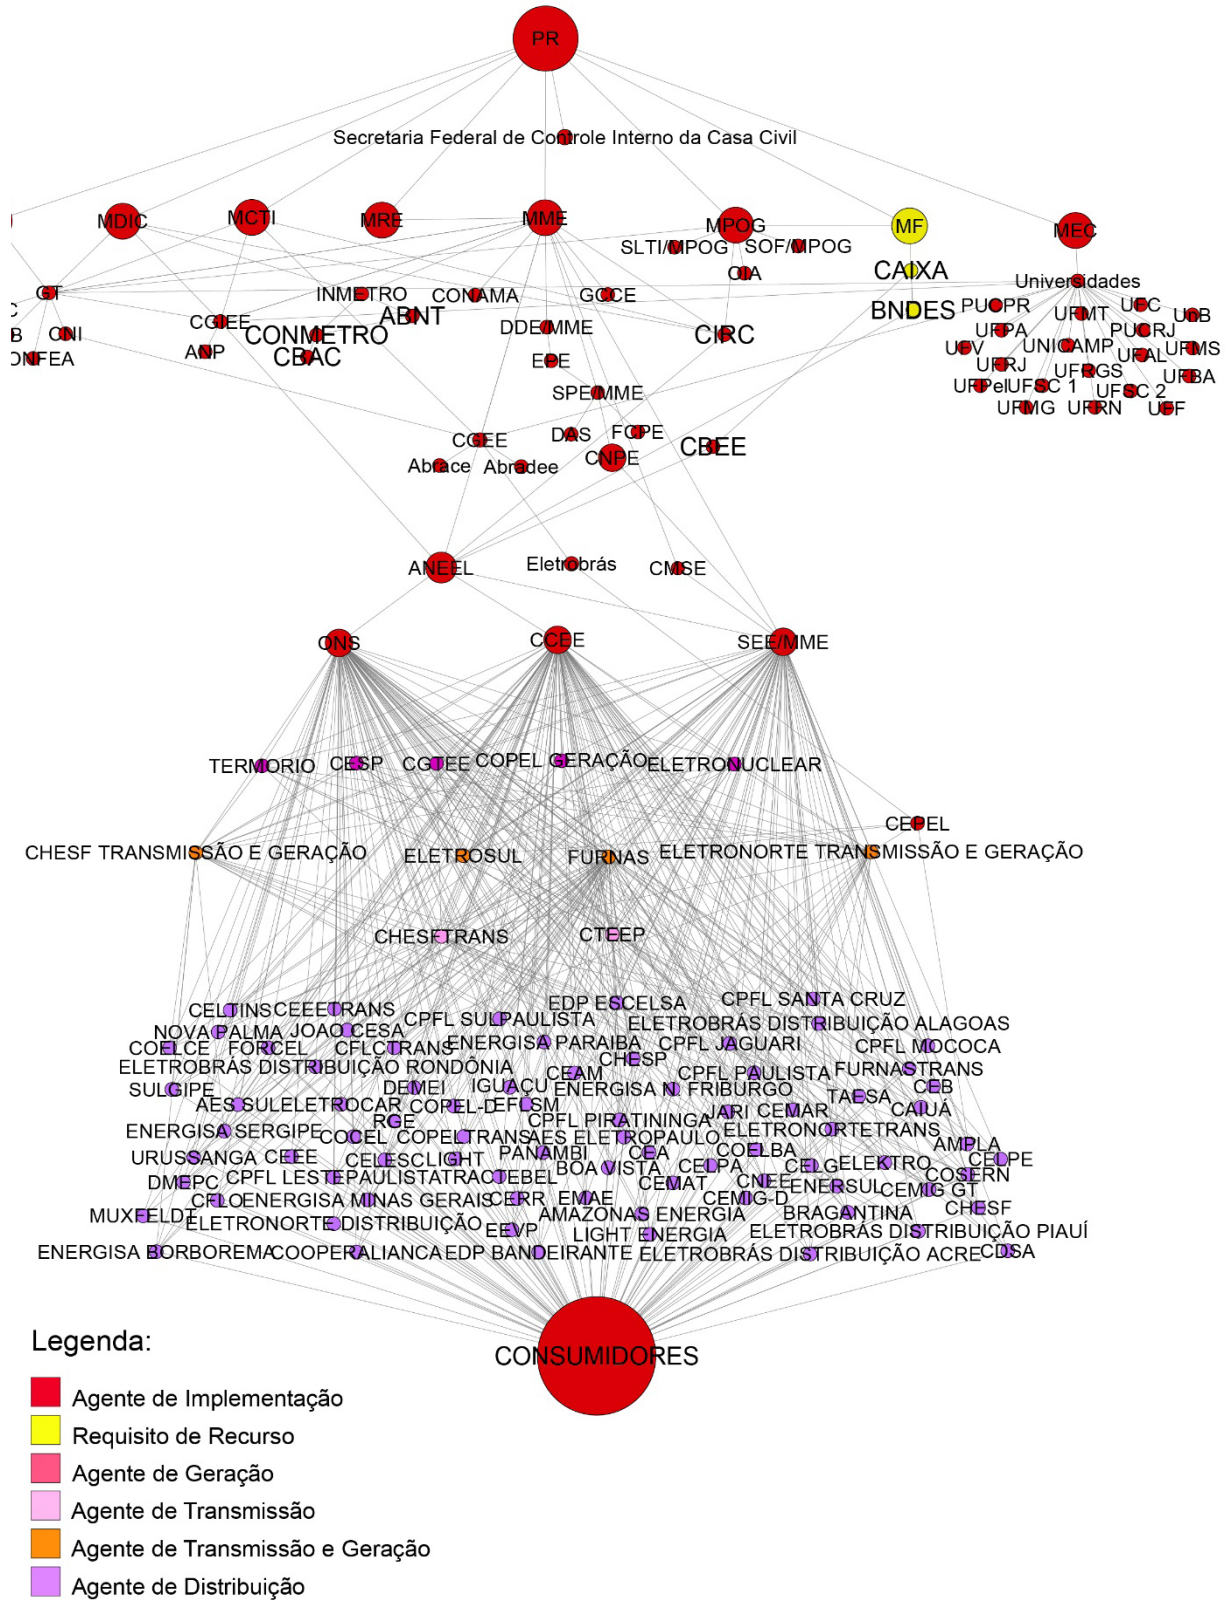 PR
Secretaria Federal de Controle Interno da Casa Civil
MDIC
MCTI
MRE
MME
MPOG
MF
MEC
SLTI/MPOG
SOF/MPOG
CAIXA
Universidades
GT
INMETRO
CONAMA
GCCE
BNDES
C
B
CNI
CGIEE
ABNT
CONMETRO
DDE/MME
CIRC
ONFEA
ANP
CBAC
EPE
PUCPR
UFMT
UFC
UnB
UFPA
PUCRJ
UFV
UNICAMP
UFAL
UFMS
UFRJ
UFRGS
UFBA
UFPel
UFSC 1
UFSC 2
UFMG
UFRN
UFF
SPE/MME
CGEE
DAS
FCPE
CBEE
Abrace
Abradee
CNPE
ANEEL
Eletrobrás
CMSE
ONS
CCEE
SEE/MME
TERMORIO
CESP
CGTEE
COPEL GERAÇÃO
ELETRONUCLEAR
CEPEL
CHESF TRANSMISSÃO E GERAÇÃO
ELETROSUL
FURNAS
ELETRONORTE TRANSMISSÃO E GERAÇÃO
CHESFTRANS
CTEEP
CELTINS
CEEETRANS
EDP ESCELSA
CPFL SANTA CRUZ
NOVA PALMA
JOAO CESA
CPFL SULPAULISTA
ELETROBRÁS DISTRIBUIÇÃO ALAGOAS
COELCE
FORCEL
CFLCTRANS
ENERGISA PARAIBA
CPFL JAGUARI
CPFL MOCOCA
ELETROBRÁS DISTRIBUIÇÃO RONDÔNIA
CHESP
CEAM
CPFL PAULISTA
FURNASTRANS
SULGIPE
DEMEI
IGUAÇU
ENERGISA N. FRIBURGO
CEB
AES SUL
ELETROCAR
COPEL-D
EFLSM
TAESA
CAIUÁ
RGE
CPFL PIRATININGA
JARI
CEMAR
ENERGISA SERGIPE
COCEL
COPELTRANS
AES ELETROPAULO
ELETRONORTETRANS
AMPLA
URUSSANGA
CEEE
CELESC
LIGHT
PANAMBI
CEA
COELBA
CELPE
BOA VISTA
CELPA
CELG
ELEKTRO
DMEPC
CPFL LESTE PAULISTA
TRACTEBEL
CEMAT
CNEE
ENERSUL
COSERN
CEMIG GT
CFLO
ENERGISA MINAS GERAIS
CERR
EMAE
CEMIG-D
CHESF
MUXFELDT
ELETRONORTE DISTRIBUIÇÃO
AMAZONAS ENERGIA
BRAGANTINA
EEVP
LIGHT ENERGIA
ELETROBRÁS DISTRIBUIÇÃO PIAUÍ
ENERGISA BORBOREMA
COOPERALIANCA
EDP BANDEIRANTE
ELETROBRÁS DISTRIBUIÇÃO ACRE
CDSA
CONSUMIDORES
Legenda:
Agente de Implementação
Requisito de Recurso
Agente de Geração
Agente de Transmissão
Agente de Transmissão e Geração
Agente de Distribuição